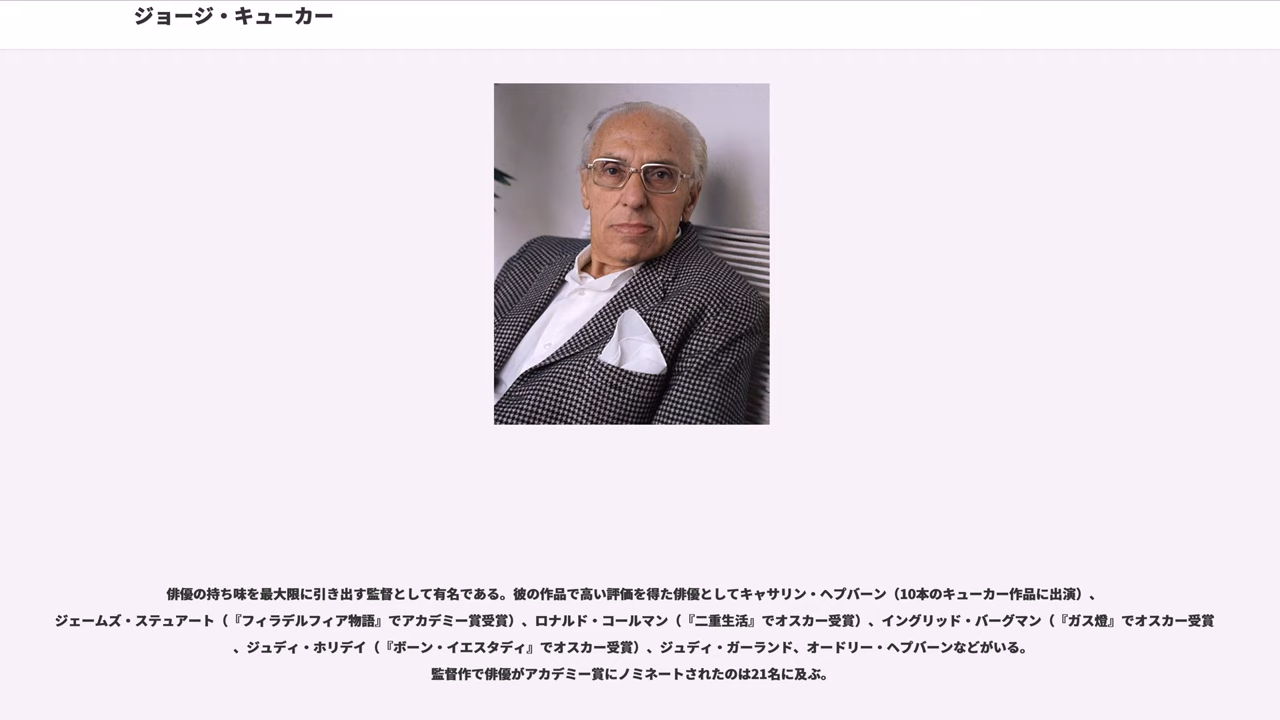 ジョージ・キューカー
俳優の持ち味を最大限に引き出す監督として有名である。彼の作品で高い評価を得た俳優としてキャサリン・ヘプバーン（10本のキューカー作品に出演）、
ジェームズ・ステュアート（『フィラデルフィア物語』でアカデミー賞受賞）、ロナルド・コールマン（『二重生活』でオスカー受賞）、イングリッド・バーグマン（『ガス燈』でオスカー受賞
、ジュディ・ホリデイ（『ボーン・イエスタディ』でオスカー受賞）、ジュディ・ガーランド、オードリー・ヘプバーンなどがいる。
監督作で俳優がアカデミー賞にノミネートされたのは21名に及ぶ。